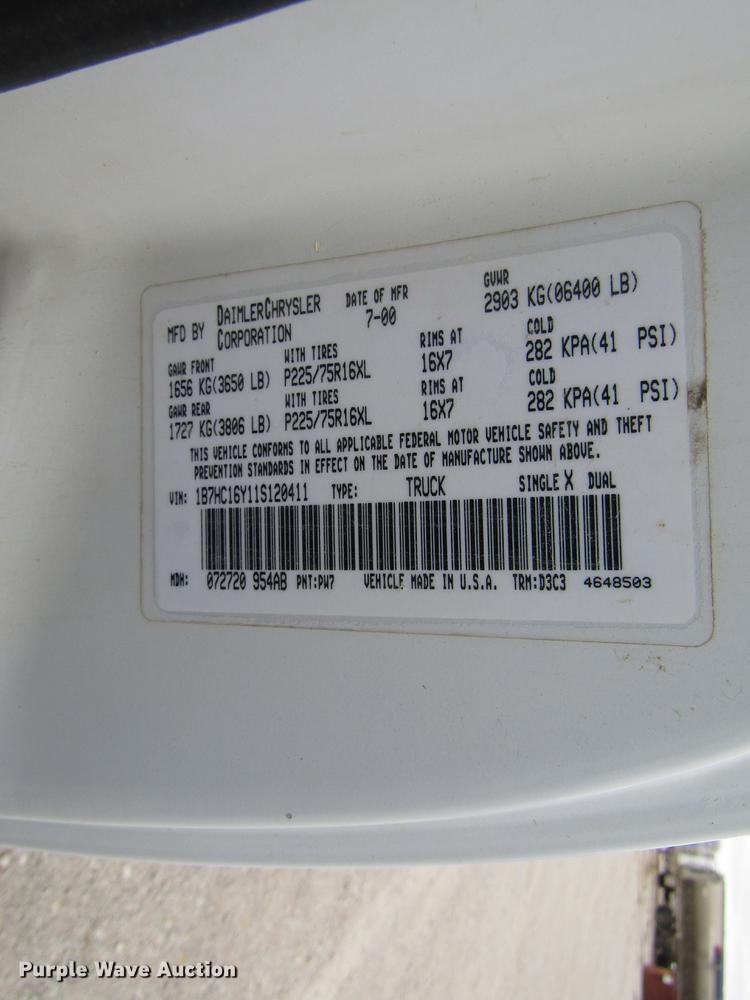 MFD BY DAIMLERCHRYSLER CORPORATION
DATE OF MFR 7-00
GVWR 2903 KG(06400 LB)
GAWR FRONT WITH TIRES RIMS AT COLD
1656 KG(3650 LB) P225/75R16XL 16X7 282 KPA(41 PSI)
GAWR REAR WITH TIRES RIMS AT COLD
1727 KG(3806 LB) P225/75R16XL 16X7 282 KPA(41 PSI)
THIS VEHICLE CONFORMS TO ALL APPLICABLE FEDERAL MOTOR VEHICLE SAFETY AND THEFT
PREVENTION STANDARDS IN EFFECT ON THE DATE OF MANUFACTURE SHOWN ABOVE.
VIN: 1B7HC16Y11S120411 TYPE: TRUCK SINGLE X DUAL
MDH: 072720 954AB PNT:PW7 VEHICLE MADE IN U.S.A. TRM:D3C3 4648503
Purple Wave Auction